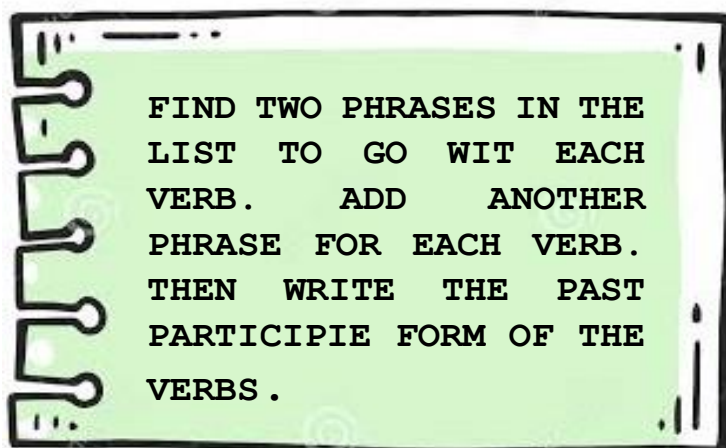 FIND TWO PHRASES IN THE
LIST TO GO WIT EACH
VERB. ADD ANOTHER
PHRASE FOR EACH VERB.
THEN WRITE THE PAST
PARTICIPIE FORM OF THE
VERBS.